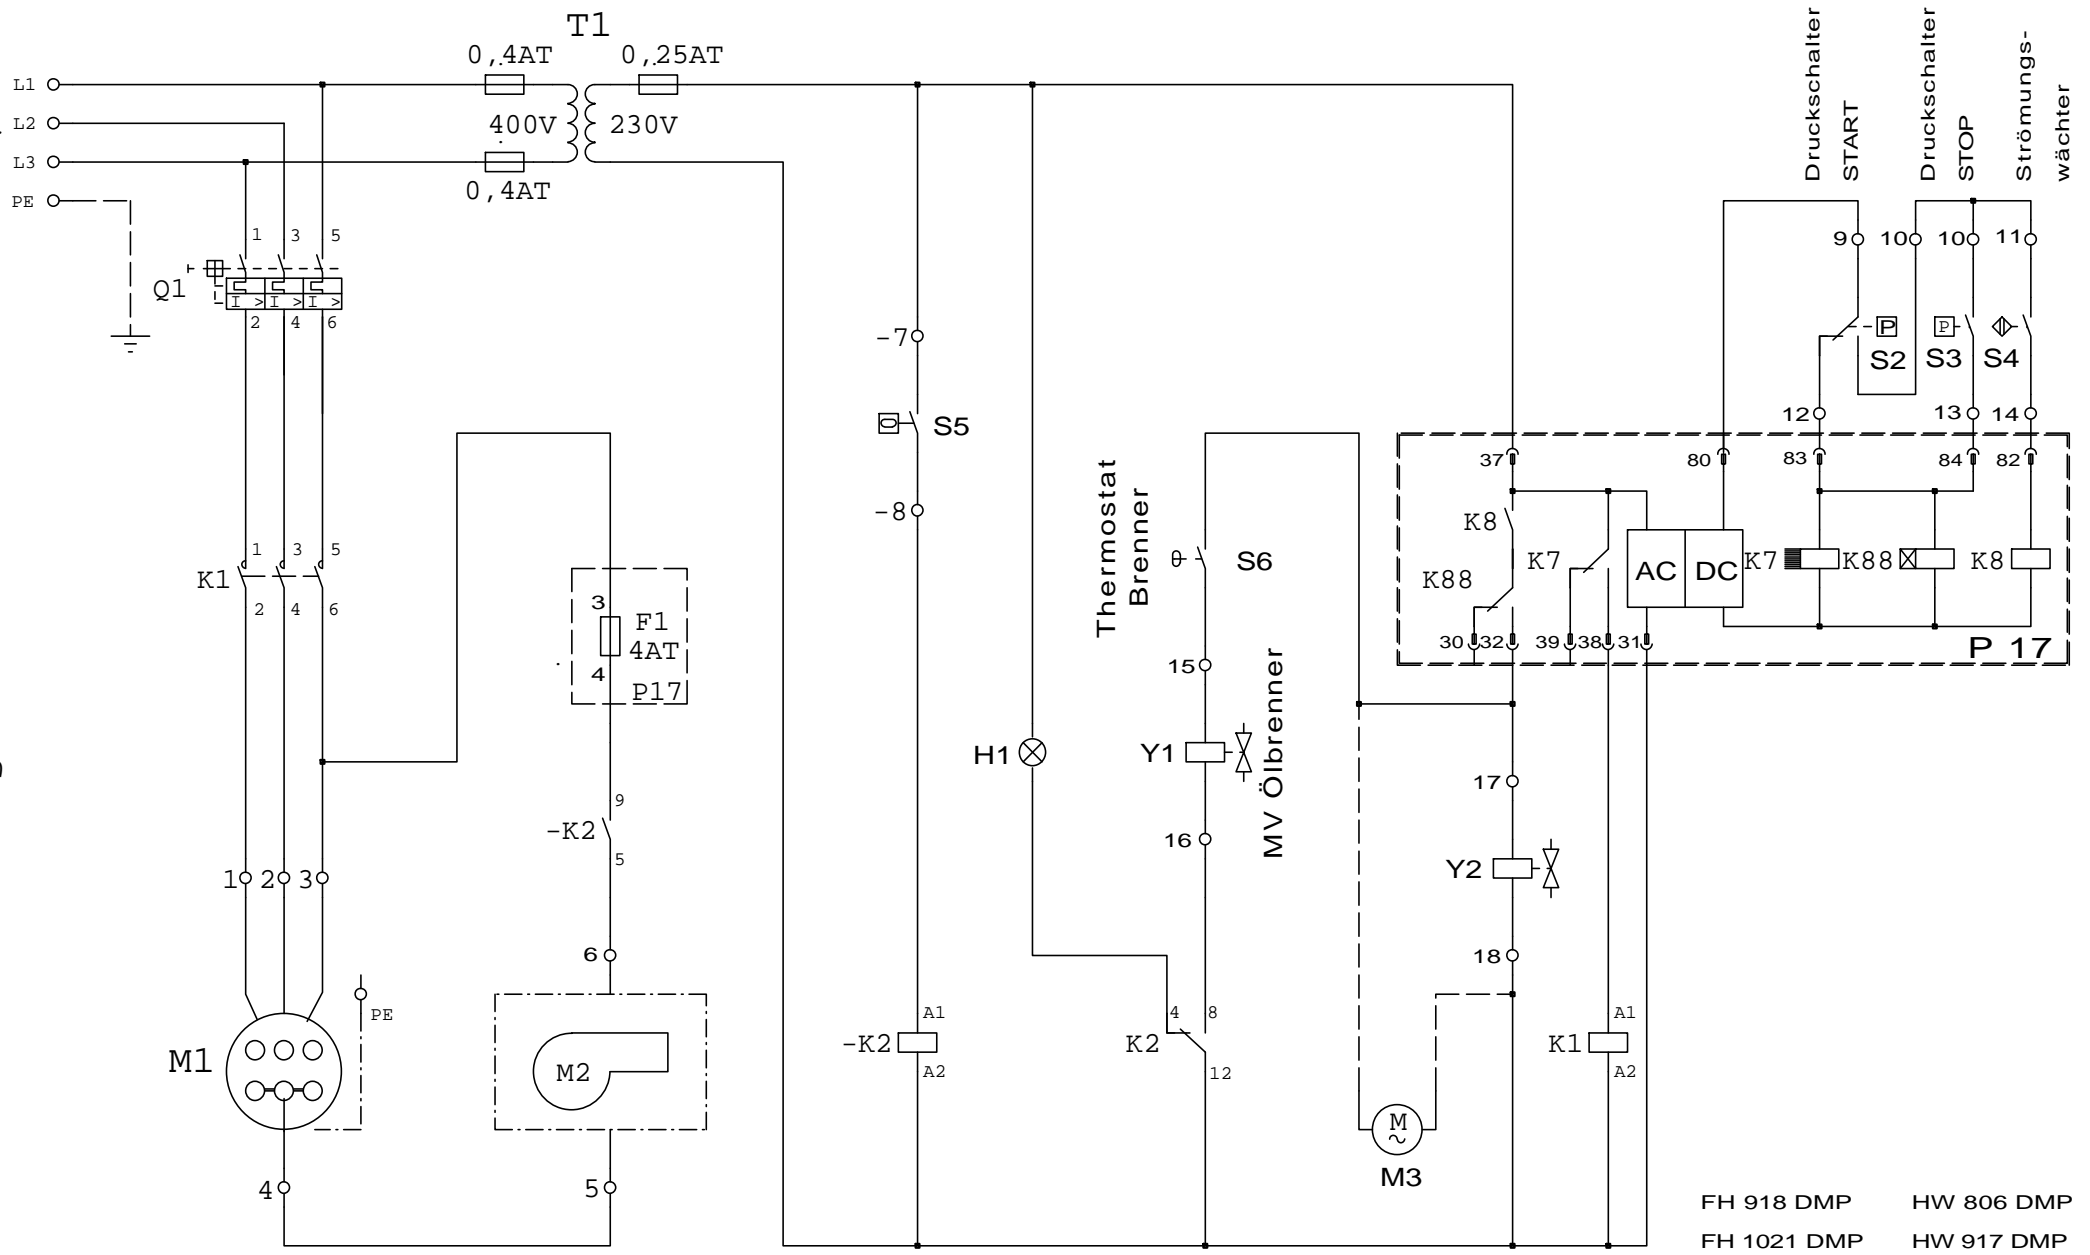 T1
0,4AT
0,25AT
L1
L2
400V
230V
L3
0,4AT
PE
Druckschalter
START
Druckschalter
STOP
Strömungs-
wächter
1 3 5
Q1
I > I > I >
2 4 6
9 10 10 11
-7
P
S2
P
S3
S4
S5
12 13 14
-8
Thermostat
Brenner
37 80 83 84 82
K8
K7
K88
AC DC
K7
K88
K8
θ
S6
1 3 5
K1
2 4 6
3
F1
4AT
4
P17
30 32 39 38 31
P 17
15
MV Ölbrenner
H1
Y1
17
9
-K2
5
16
Y2
1 2 3
6
18
PE
M1
M2
A1
-K2
A2
4 8
K2
12
A1
K1
A2
M
~
M3
4
5
FH 918 DMP HW 806 DMP
FH 1021 DMP HW 917 DMP